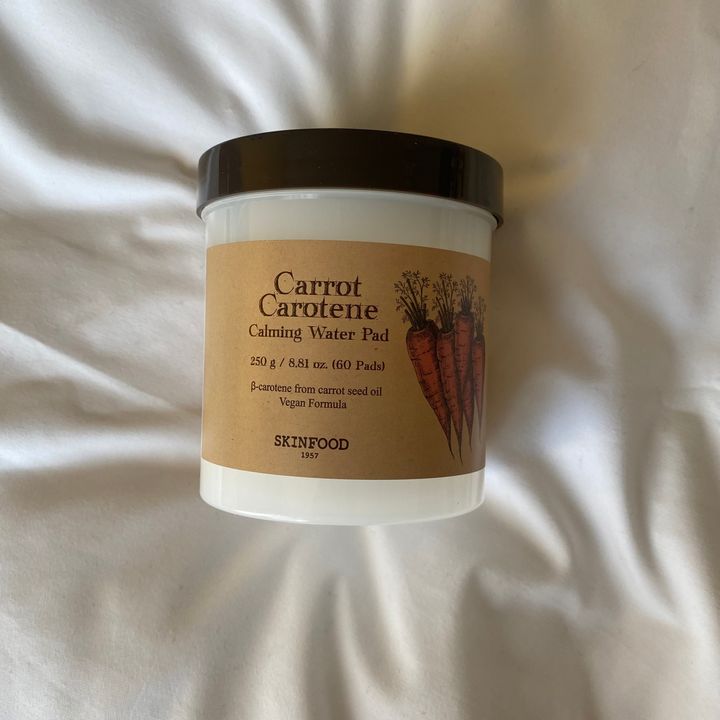 Carrot
Carotene
Calming Water Pad
250 g / 8.81 oz. (60 Pads)
β-carotene from carrot seed oil
Vegan Formula
SKINFOOD
1957